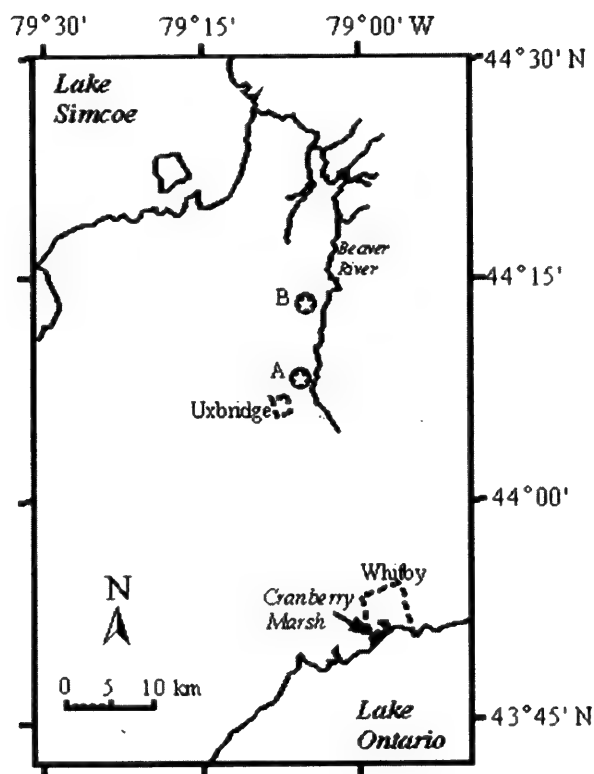 79°30' 79°15' 79°00' W
44°30' N
Lake
Simcoe
Beaver
River
44°15'
B
A
Uxbridge
44°00'
Whitby
Cranberry
Marsh
N
0 5 10 km
Lake
Ontario
43°45' N